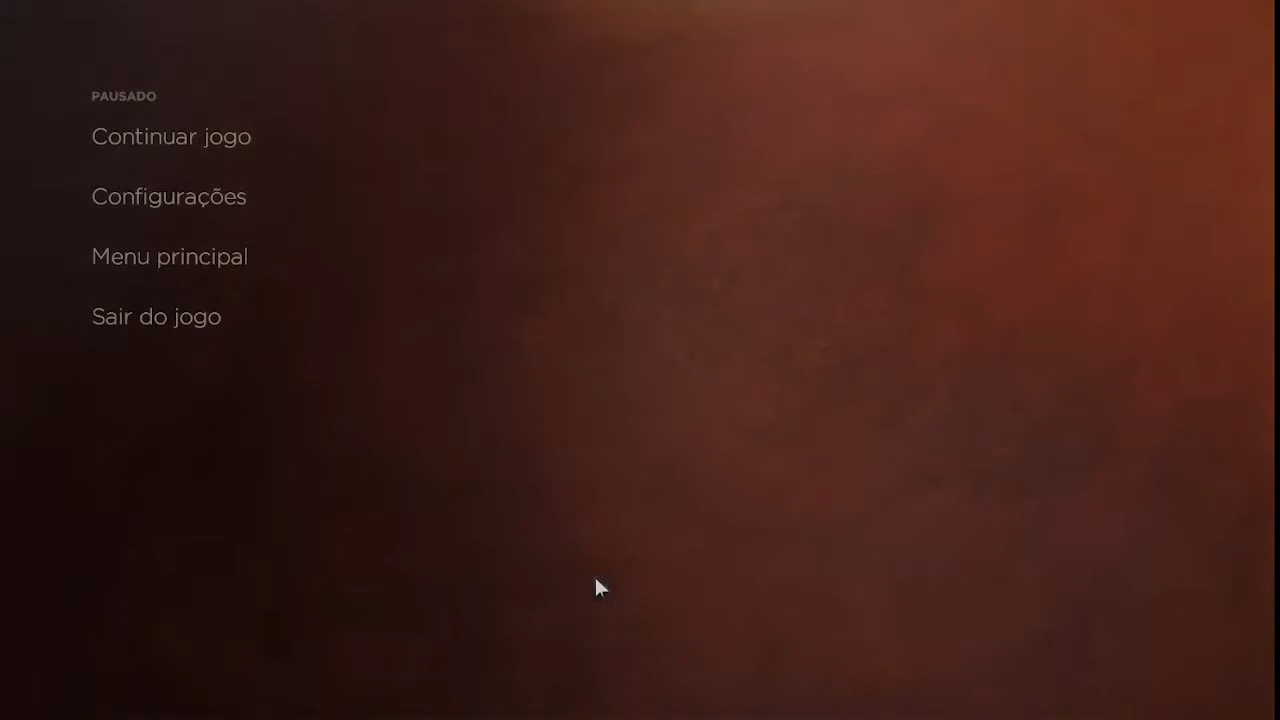 PAUSADO
Continuar jogo
Configurações
Menu principal
Sair do jogo